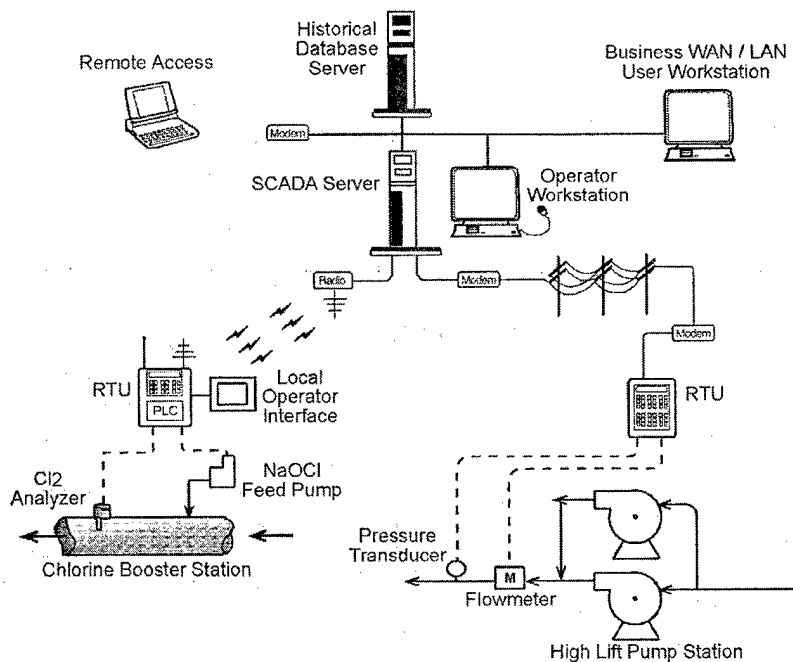 Historical
Database
Server
Remote Access
Business WAN / LAN
User Workstation
Modem
SCADA Server
Operator
Workstation
Radio
Modem
Modem
RTU
PLC
Local
Operator
Interface
RTU
Cl2
Analyzer
NaOCl
Feed Pump
Chlorine Booster Station
Pressure
Transducer
M
Flowmeter
High Lift Pump Station